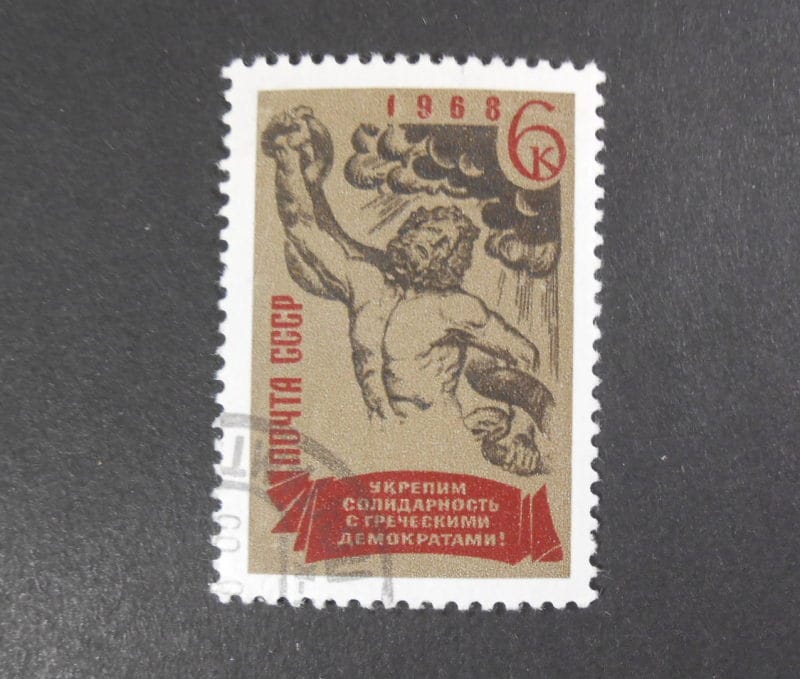 1968
6 к
ПОЧТА СССР
УКРЕПИМ
СОЛИДАРНОСТЬ
С ГРЕЧЕСКИМИ
ДЕМОКРАТАМИ!